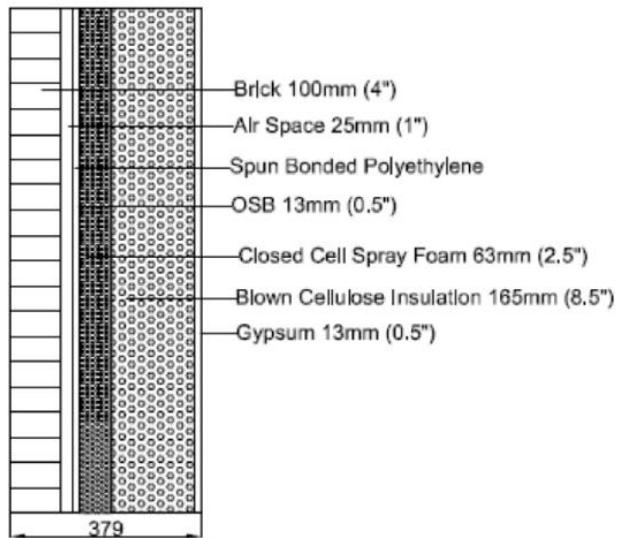 Brick 100mm (4")
Air Space 25mm (1")
Spun Bonded Polyethylene
OSB 13mm (0.5")
Closed Cell Spray Foam 63mm (2.5")
Blown Cellulose Insulation 165mm (8.5")
Gypsum 13mm (0.5")
379